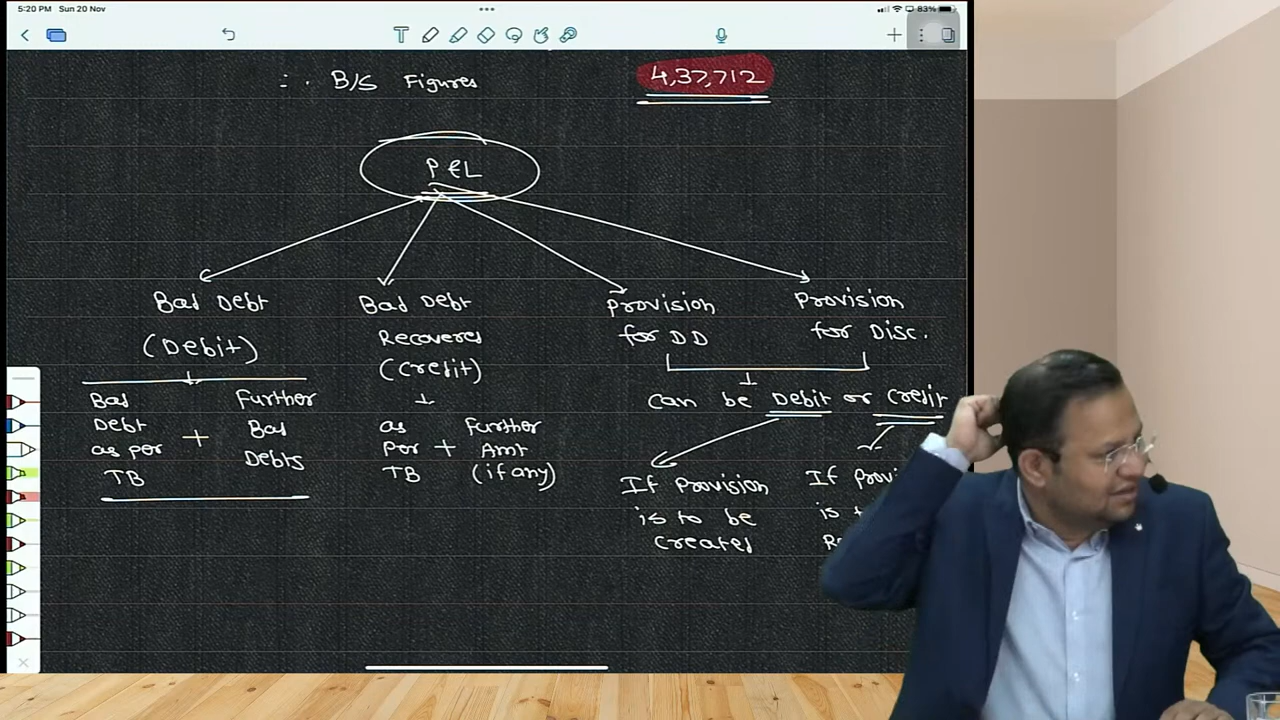 5:20 PM Sun 20 Nov
83%
∴ B/S Figures 4,37,712
P&L
Bad Debt
(Debit)
Bad
Debt
as per
TB
+
Further
Bad
Debts
Bad Debt
Recovered
(Credit)
as
Per
TB
+
Further
Amt
(if any)
Provision
for DD
Provision
for Disc.
can be Debit or Credit
If Provision
is to be
created
If
is